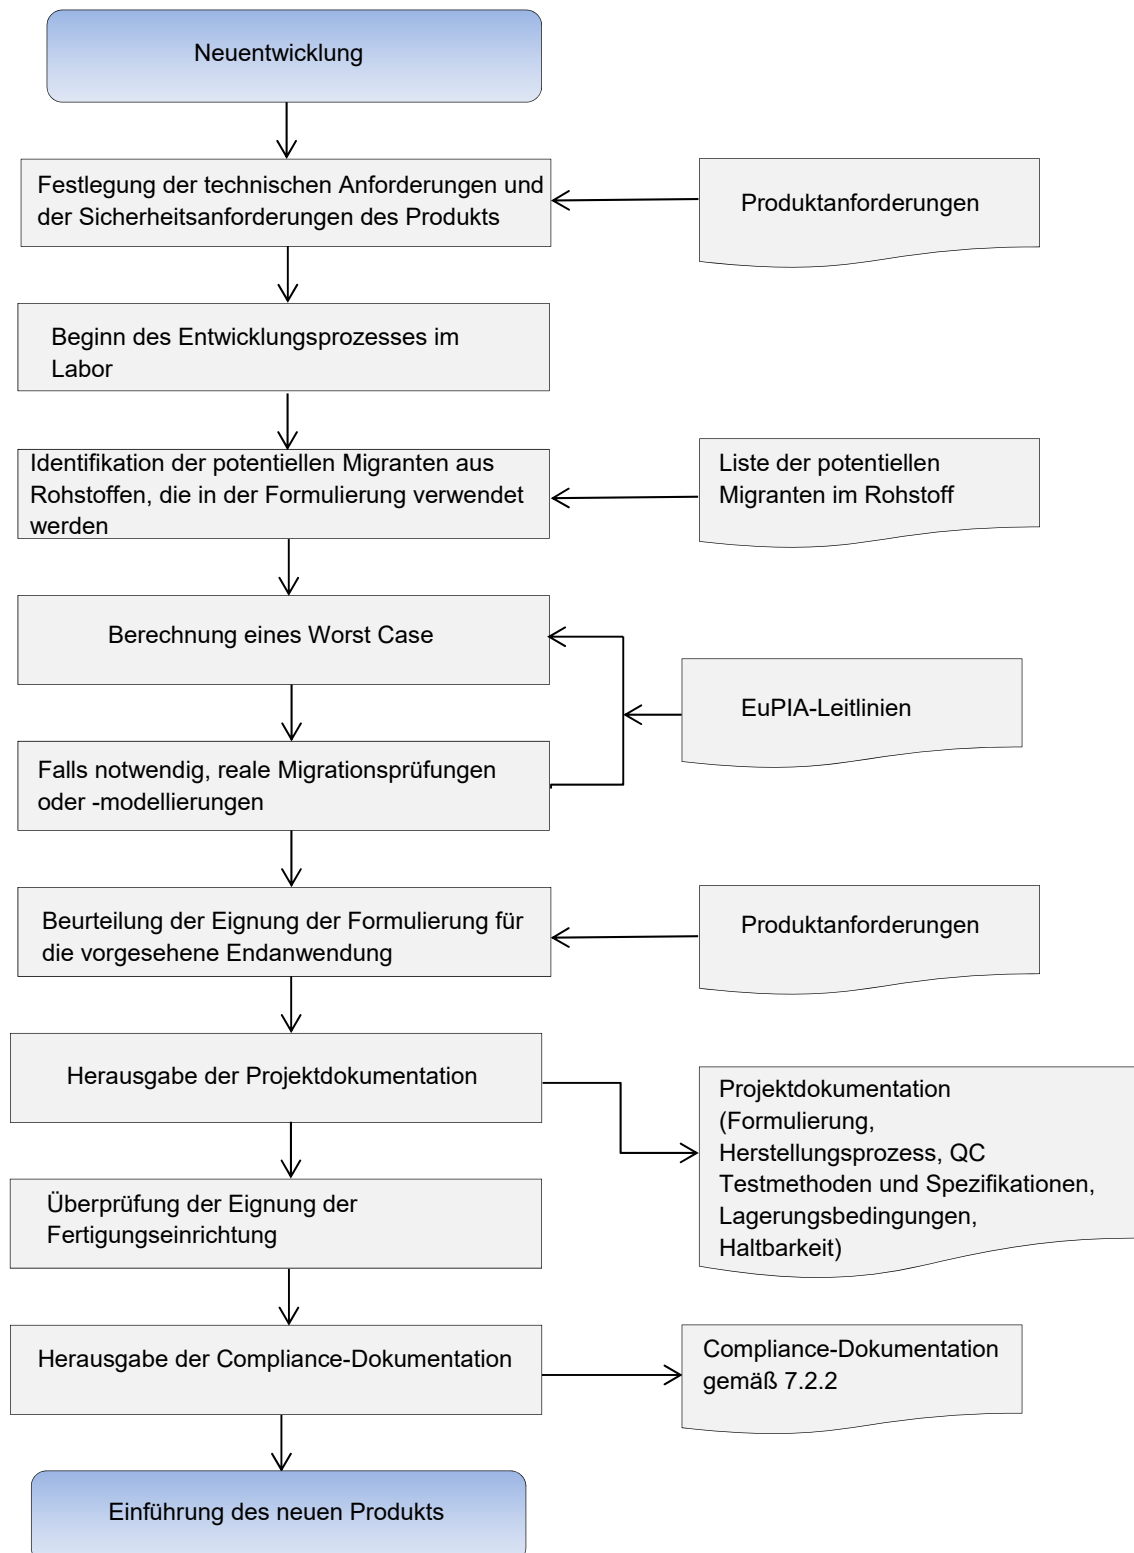 Neuentwicklung
Festlegung der technischen Anforderungen und
der Sicherheitsanforderungen des Produkts
Produktanforderungen
Beginn des Entwicklungsprozesses im
Labor
Identifikation der potentiellen Migranten aus
Rohstoffen, die in der Formulierung verwendet
werden
Liste der potentiellen
Migranten im Rohstoff
Berechnung eines Worst Case
EuPIA-Leitlinien
Falls notwendig, reale Migrationsprüfungen
oder -modellierungen
Beurteilung der Eignung der Formulierung für
die vorgesehene Endanwendung
Produktanforderungen
Herausgabe der Projektdokumentation
Projektdokumentation
(Formulierung,
Herstellungsprozess, QC
Testmethoden und Spezifikationen,
Lagerungsbedingungen,
Haltbarkeit)
Überprüfung der Eignung der
Fertigungseinrichtung
Herausgabe der Compliance-Dokumentation
Compliance-Dokumentation
gemäß 7.2.2
Einführung des neuen Produkts